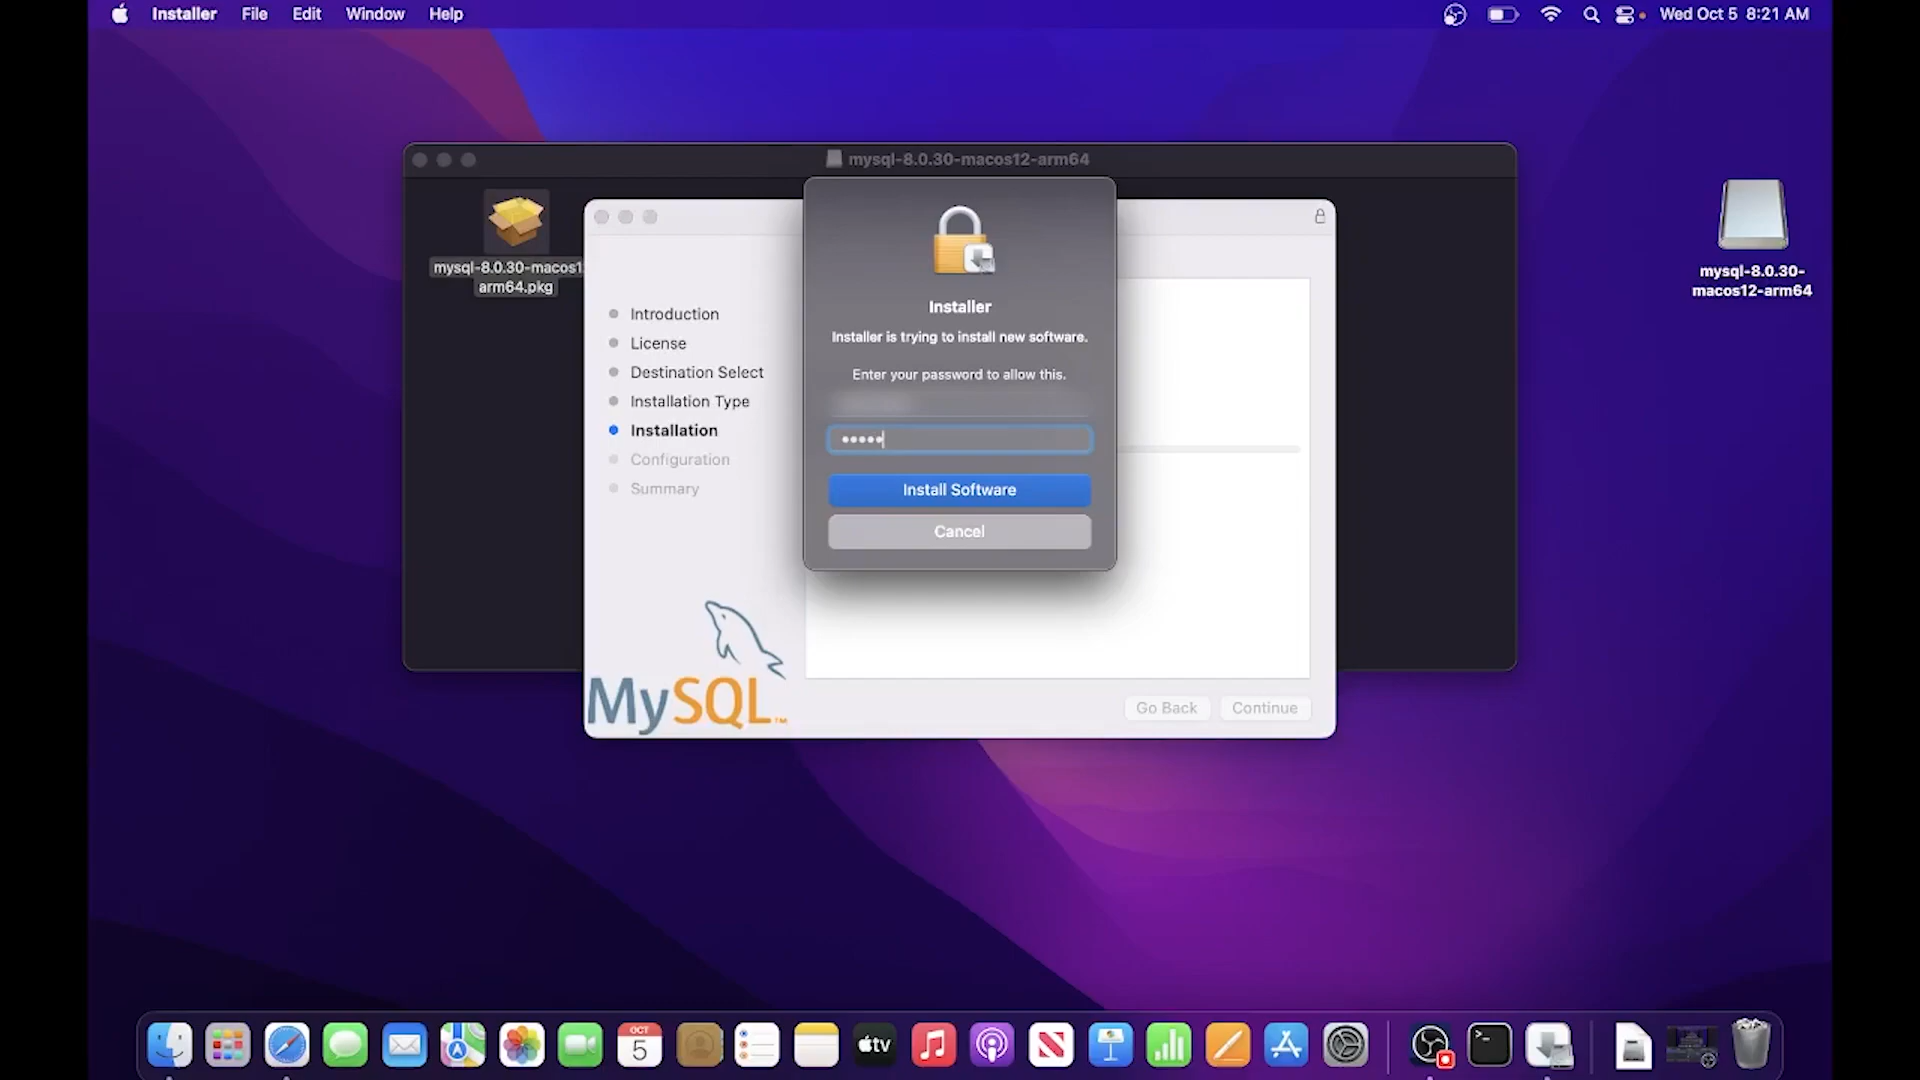 Installer File Edit Window Help Wed Oct 5 8:21 AM
mysql-8.0.30-macos12-arm64
mysql-8.0.30-macos1
arm64.pkg
Installer
Installer is trying to install new software.
Enter your password to allow this.
Install Software
Cancel
Introduction
License
Destination Select
Installation Type
Installation
Configuration
Summary
MySQL™
Go Back Continue
mysql-8.0.30-
macos12-arm64
OCT
5
tv